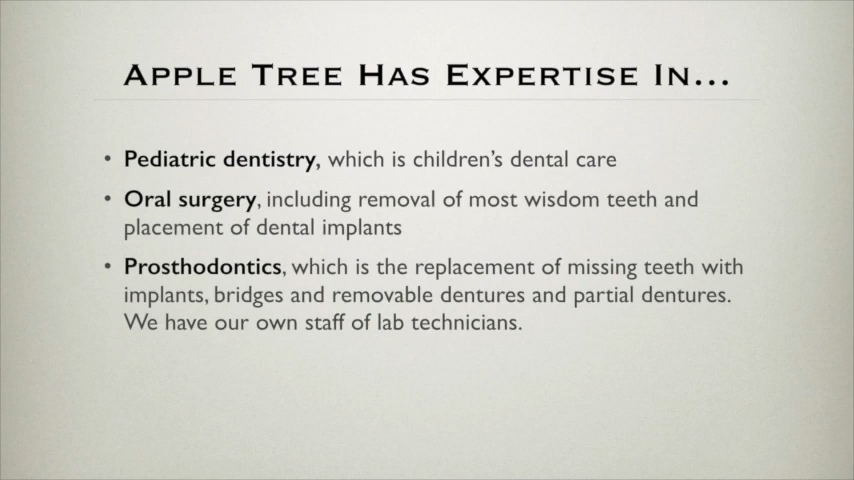 Apple Tree Has Expertise In...
• Pediatric dentistry, which is children's dental care
• Oral surgery, including removal of most wisdom teeth and
placement of dental implants
• Prosthodontics, which is the replacement of missing teeth with
implants, bridges and removable dentures and partial dentures.
We have our own staff of lab technicians.